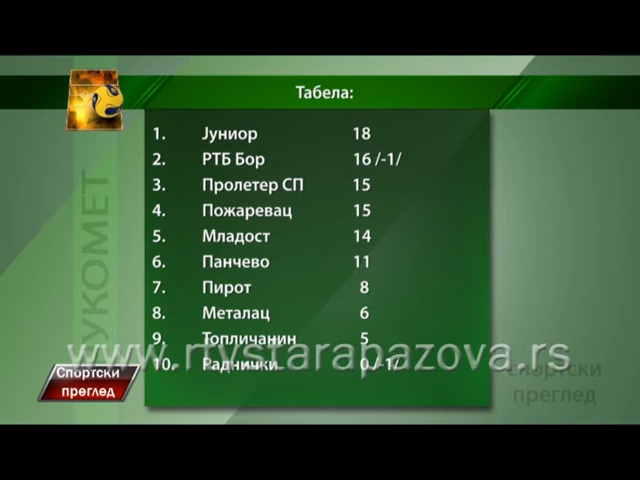 Табела:
1. Јуниор 18
2. РТБ Бор 16 /-1/
3. Пролетер СП 15
4. Пожаревац 15
5. Младост 14
6. Панчево 11
7. Пирот 8
8. Металац 6
9. Топличанин 5
10. Раднички 0 /-1/
УКОМЕТ
www.rtvstarapazova.rs
Спортски
преглед
спортски
преглед